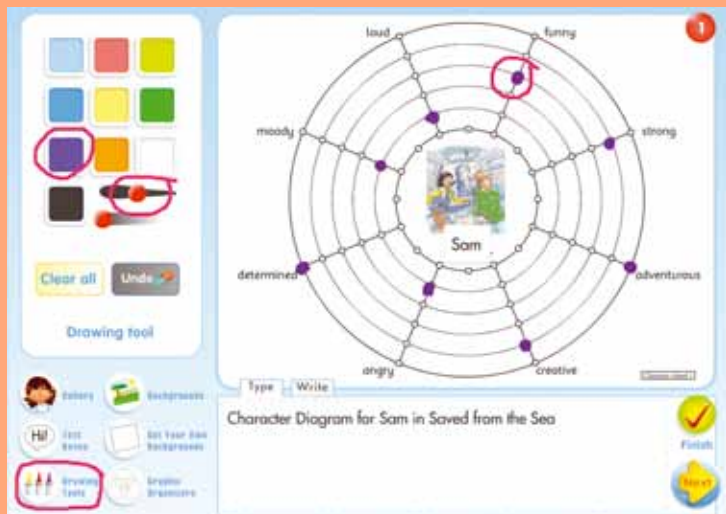 1
loud
funny
moody
strong
Sam
determined
adventurous
angry
creative
Clear all
Undo
Drawing tool
Type
Write
Character Diagram for Sam in Saved from the Sea
Backgrounds
Hi!
Text
Boxes
Get Your Own
Backgrounds
Drawing
Tools
Graphic
Organizers
Finish
Next